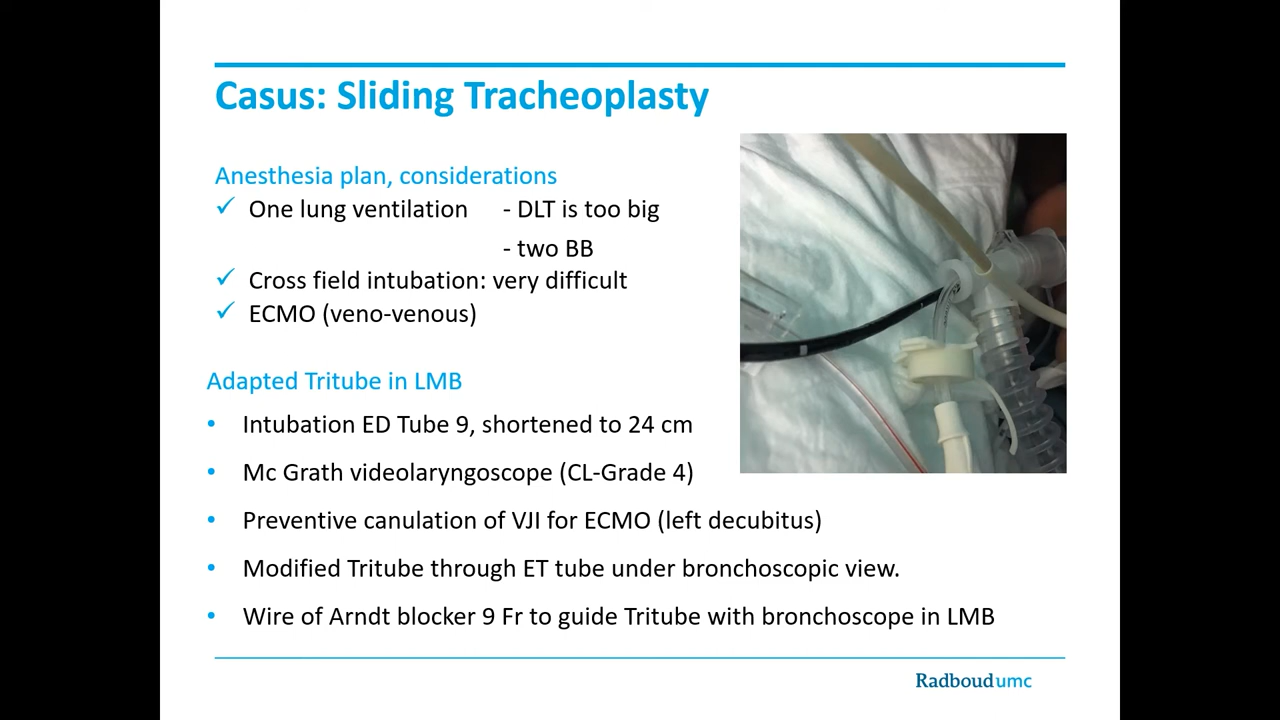 Casus: Sliding Tracheoplasty
Anesthesia plan, considerations
✓ One lung ventilation - DLT is too big
- two BB
✓ Cross field intubation: very difficult
✓ ECMO (veno-venous)
Adapted Tritube in LMB
• Intubation ED Tube 9, shortened to 24 cm
• Mc Grath videolaryngoscope (CL-Grade 4)
• Preventive canulation of VJI for ECMO (left decubitus)
• Modified Tritube through ET tube under bronchoscopic view.
• Wire of Arndt blocker 9 Fr to guide Tritube with bronchoscope in LMB
Radboudumc